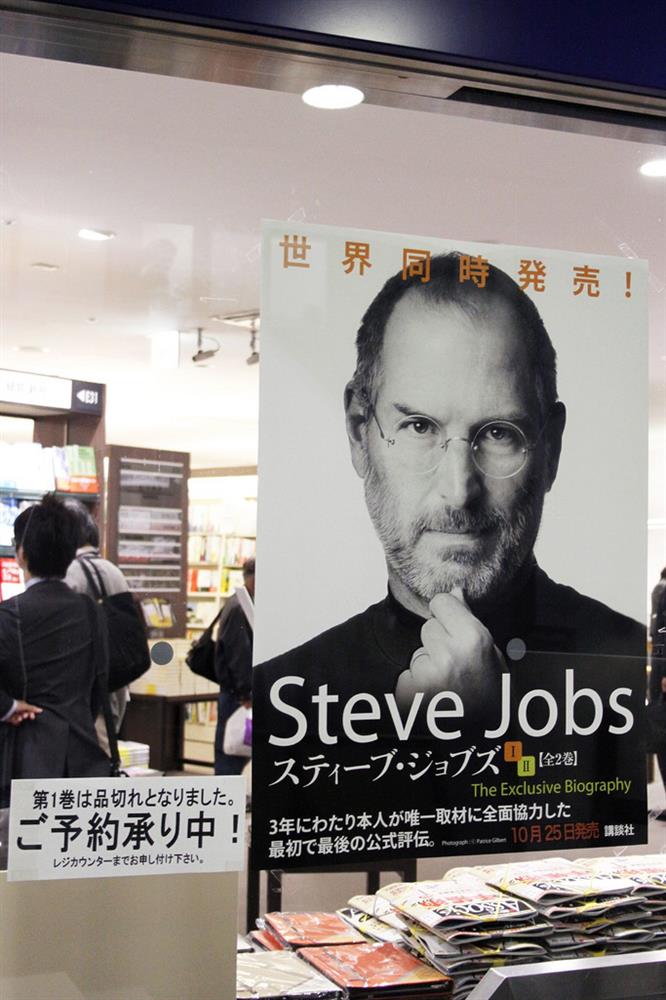 世界同時発売!
Steve Jobs
スティーブ・ジョブズ I II 【全2巻】
The Exclusive Biography
3年にわたり本人が唯一取材に全面協力した
最初で最後の公式評伝。 Photograph : © Patrice Gilbert 10月25日発売 講談社
第1巻は品切れとなりました。
ご予約承り中!
レジカウンターまでお申し付け下さい。
E31